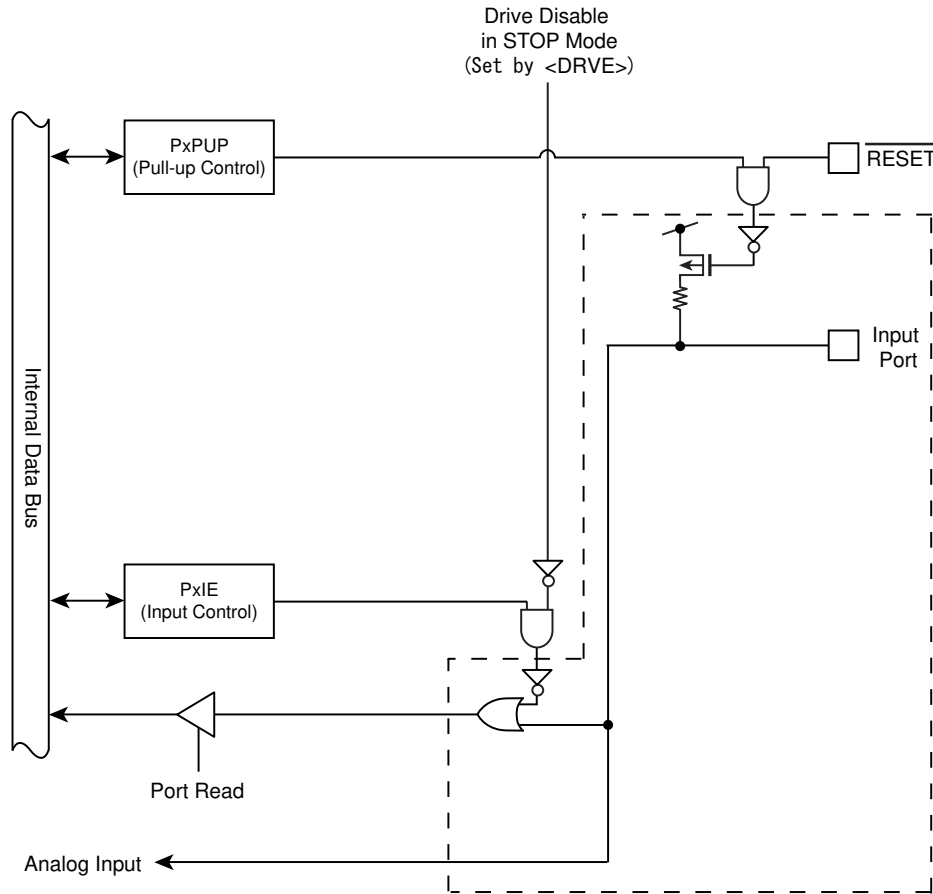 Drive Disable
in STOP Mode
(Set by <DRVE>)
PxPUP
(Pull-up Control)
RESET
Input
Port
Internal Data Bus
PxIE
(Input Control)
Port Read
Analog Input